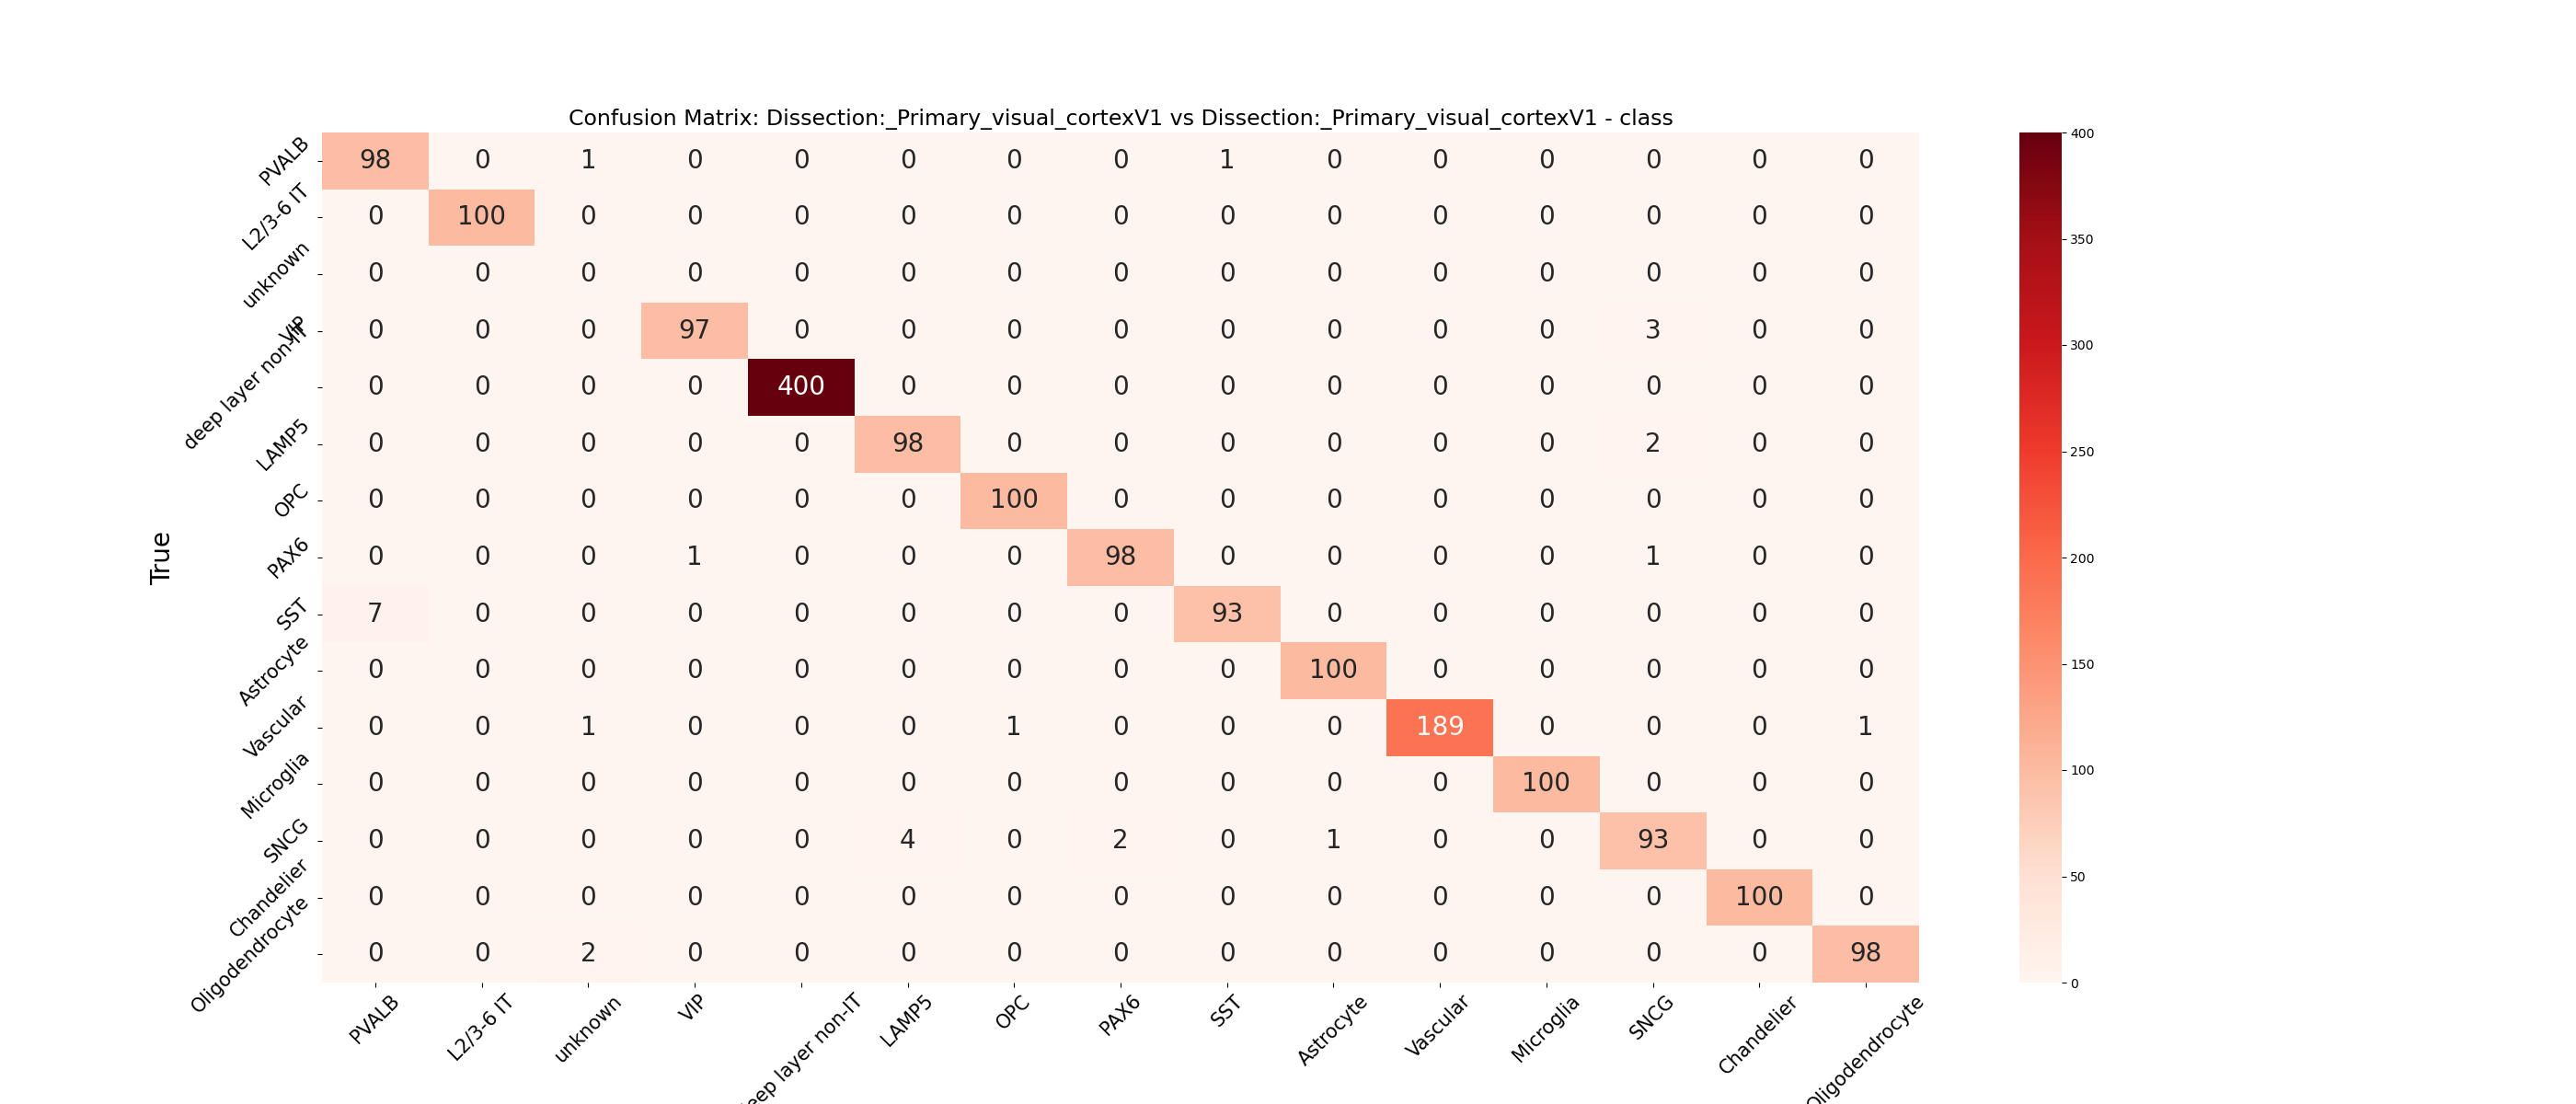 Confusion Matrix: Dissection:_Primary_visual_cortexV1 vs Dissection:_Primary_visual_cortexV1 - class
PVALB 98 0 1 0 0 0 0 0 1 0 0 0 0 0 0
L2/3-6 IT 0 100 0 0 0 0 0 0 0 0 0 0 0 0 0
unknown 0 0 0 0 0 0 0 0 0 0 0 0 0 0 0
VIP 0 0 0 97 0 0 0 0 0 0 0 0 3 0 0
deep layer non-IT 0 0 0 0 400 0 0 0 0 0 0 0 0 0 0
LAMP5 0 0 0 0 0 98 0 0 0 0 0 0 2 0 0
OPC 0 0 0 0 0 0 100 0 0 0 0 0 0 0 0
PAX6 0 0 0 1 0 0 0 98 0 0 0 0 1 0 0
SST 7 0 0 0 0 0 0 0 93 0 0 0 0 0 0
Astrocyte 0 0 0 0 0 0 0 0 0 100 0 0 0 0 0
Vascular 0 0 1 0 0 0 1 0 0 0 189 0 0 0 1
Microglia 0 0 0 0 0 0 0 0 0 0 0 100 0 0 0
SNCG 0 0 0 0 0 4 0 2 0 1 0 0 93 0 0
Chandelier 0 0 0 0 0 0 0 0 0 0 0 0 0 100 0
Oligodendrocyte 0 0 2 0 0 0 0 0 0 0 0 0 0 0 98
True
PVALB L2/3-6 IT unknown VIP deep layer non-IT LAMP5 OPC PAX6 SST Astrocyte Vascular Microglia SNCG Chandelier Oligodendrocyte
400
350
300
250
200
150
100
50
0